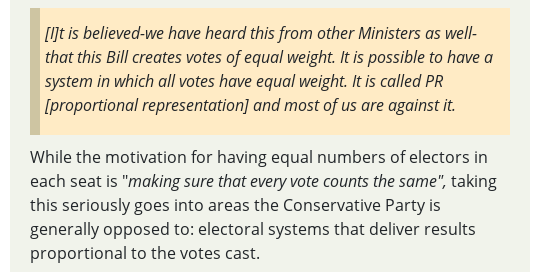 [I]t is believed-we have heard this from other Ministers as well-
that this Bill creates votes of equal weight. It is possible to have a
system in which all votes have equal weight. It is called PR
[proportional representation] and most of us are against it.
While the motivation for having equal numbers of electors in
each seat is "making sure that every vote counts the same", taking
this seriously goes into areas the Conservative Party is
generally opposed to: electoral systems that deliver results
proportional to the votes cast.